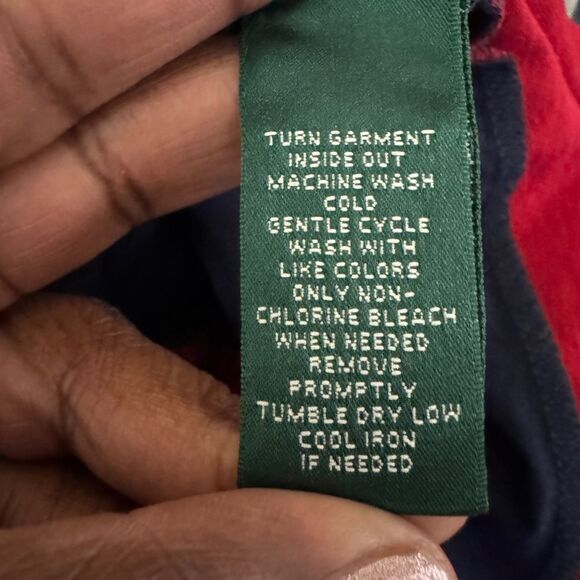 TURN GARMENT
INSIDE OUT
MACHINE WASH
COLD
GENTLE CYCLE
WASH WITH
LIKE COLORS
ONLY NON-
CHLORINE BLEACH
WHEN NEEDED
REMOVE
PROMPTLY
TUMBLE DRY LOW
COOL IRON
IF NEEDED